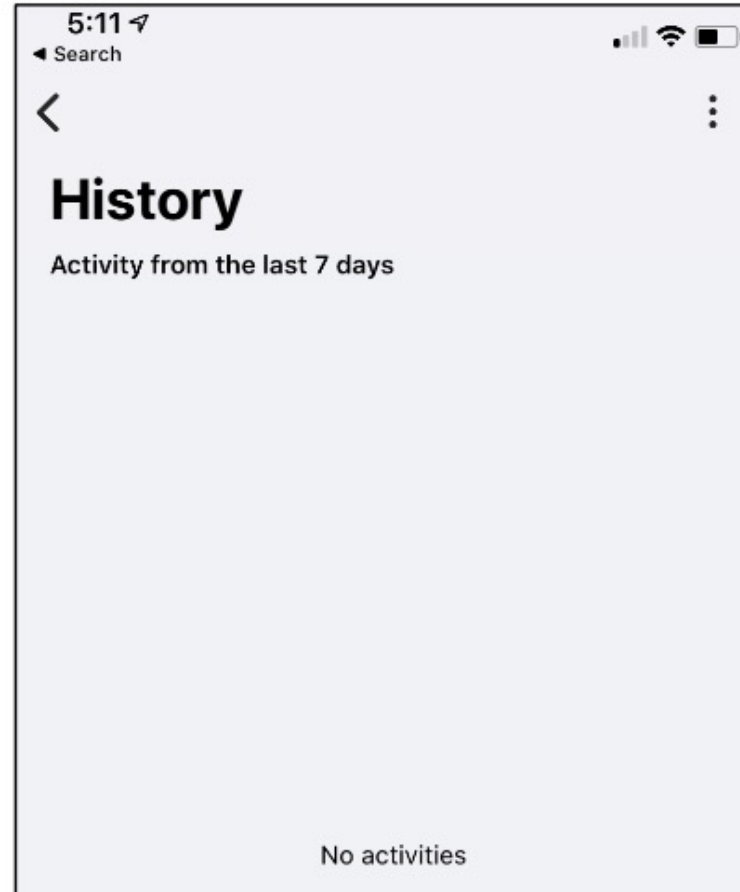 5:11
◄ Search
History
Activity from the last 7 days
No activities